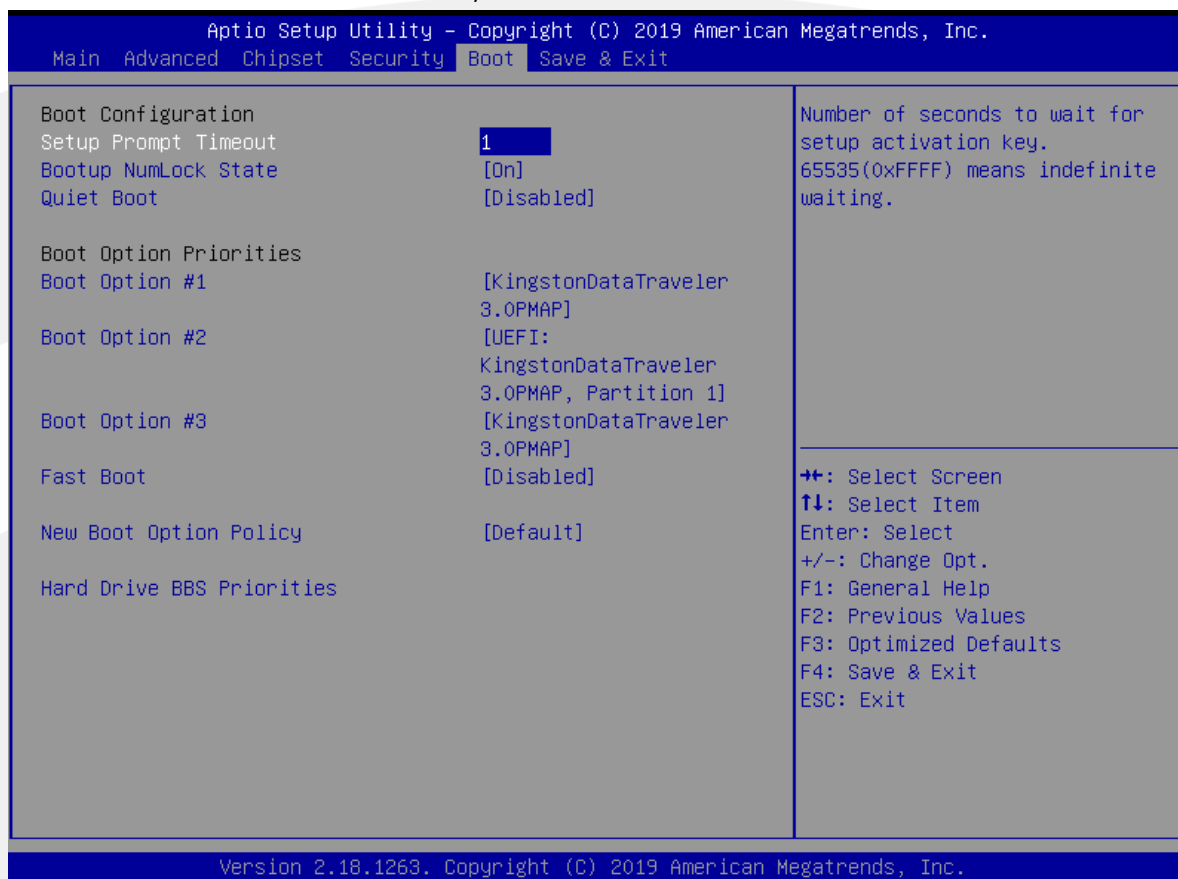 Aptio Setup Utility – Copyright (C) 2019 American Megatrends, Inc.
Main Advanced Chipset Security Boot Save & Exit
Boot Configuration
Setup Prompt Timeout 1
Bootup NumLock State [On]
Quiet Boot [Disabled]
Boot Option Priorities
Boot Option #1 [KingstonDataTraveler
3.0PMAP]
Boot Option #2 [UEFI:
KingstonDataTraveler
3.0PMAP, Partition 1]
Boot Option #3 [KingstonDataTraveler
3.0PMAP]
Fast Boot [Disabled]
New Boot Option Policy [Default]
Hard Drive BBS Priorities
Number of seconds to wait for
setup activation key.
65535(0xFFFF) means indefinite
waiting.
→←: Select Screen
↑↓: Select Item
Enter: Select
+/-: Change Opt.
F1: General Help
F2: Previous Values
F3: Optimized Defaults
F4: Save & Exit
ESC: Exit
Version 2.18.1263. Copyright (C) 2019 American Megatrends, Inc.